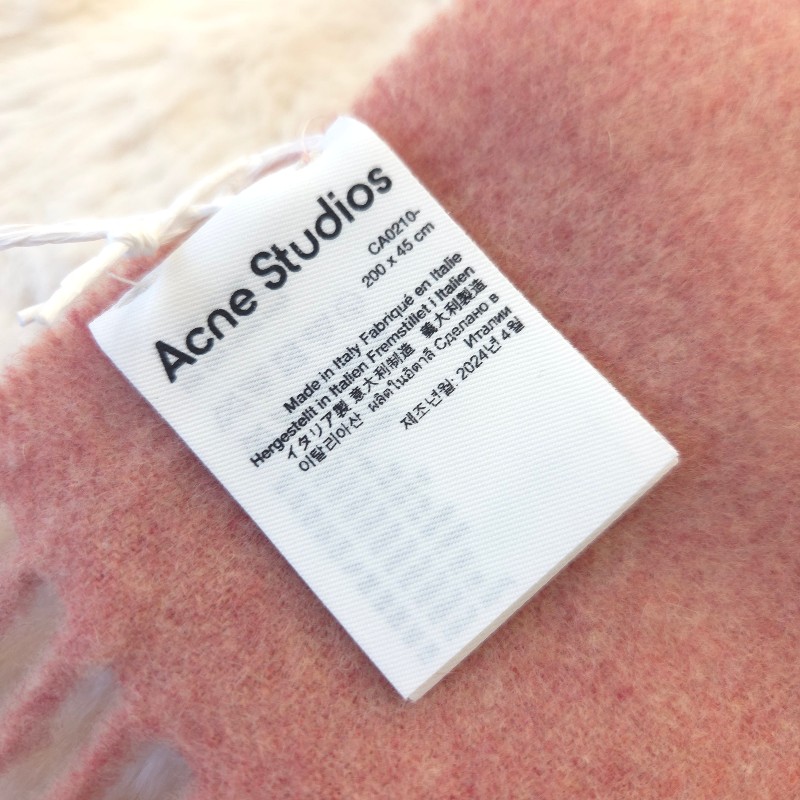 Acne Studios
CA0210-
200 x 45 cm
Made in Italy Fabriqué en Italie
Hergestellt in Italien Fremstillet i Italien
イタリア製 意大利制造 義大利製造
이탈리아산 ผลิตในอิตาลี Сделано в
Италии
제조년월: 2024년 4월